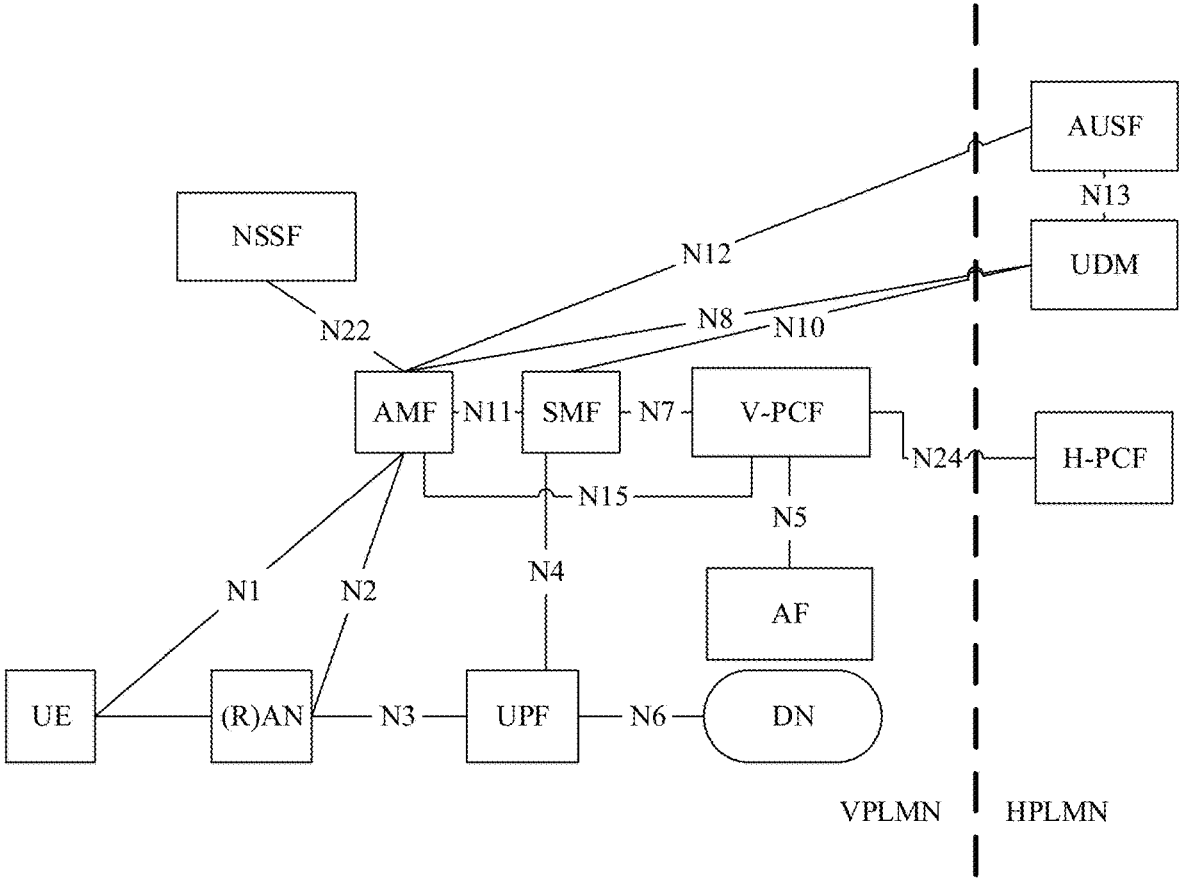 AUSF
N13
NSSF
N12
UDM
N8
N10
N22
AMF
N11
SMF
N7
V-PCF
N24
H-PCF
N15
N5
N4
N1
N2
AF
UE
(R)AN
N3
UPF
N6
DN
VPLMN
HPLMN